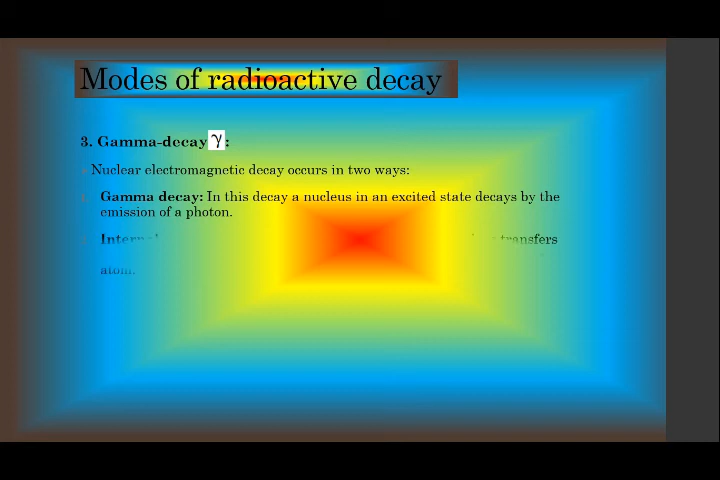 Modes of radioactive decay
3. Gamma-decay γ:
Nuclear electromagnetic decay occurs in two ways:
Gamma decay: In this decay a nucleus in an excited state decays by the
emission of a photon.
transfers
atom.